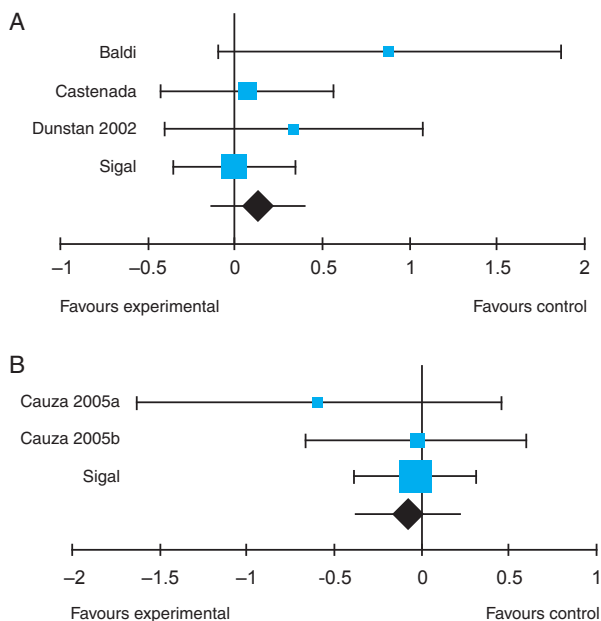 A
Baldi
Castenada
Dunstan 2002
Sigal
–1 –0.5 0 0.5 1 1.5 2
Favours experimental Favours control
B
Cauza 2005a
Cauza 2005b
Sigal
–2 –1.5 -1 -0.5 0 0.5 1
Favours experimental Favours control